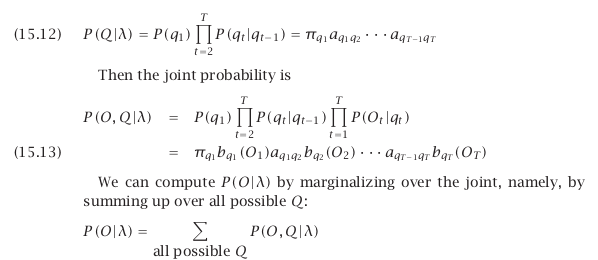 (15.12) P(Q|λ) = P(q₁) ∏_{t=2}^{T} P(q_t|q_{t−1}) = π_{q₁} a_{q₁q₂} · · · a_{q_{T−1}q_T}
Then the joint probability is
P(O, Q|λ) = P(q₁) ∏_{t=2}^{T} P(q_t|q_{t−1}) ∏_{t=1}^{T} P(O_t|q_t)
(15.13) = π_{q₁} b_{q₁}(O₁) a_{q₁q₂} b_{q₂}(O₂) · · · a_{q_{T−1}q_T} b_{q_T}(O_T)
We can compute P(O|λ) by marginalizing over the joint, namely, by
summing up over all possible Q:
P(O|λ) = ∑_{all possible Q} P(O, Q|λ)